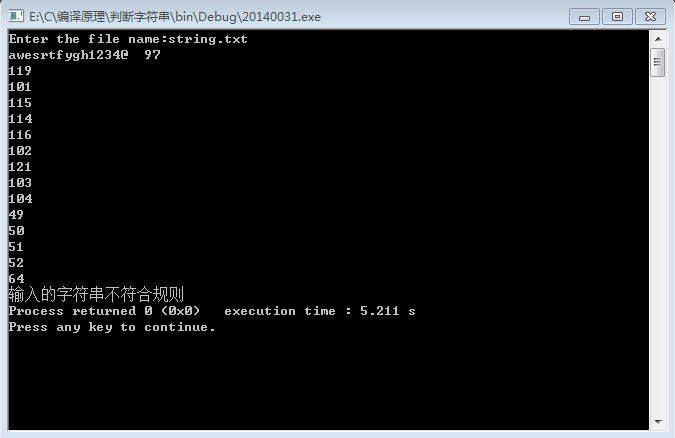 E:\C\编译原理\判断字符串\bin\Debug\20140031.exe
Enter the file name:string.txt
awesrtfygh1234@  97
119
101
115
114
116
102
121
103
104
49
50
51
52
64
输入的字符串不符合规则
Process returned 0 (0x0)   execution time : 5.211 s
Press any key to continue.